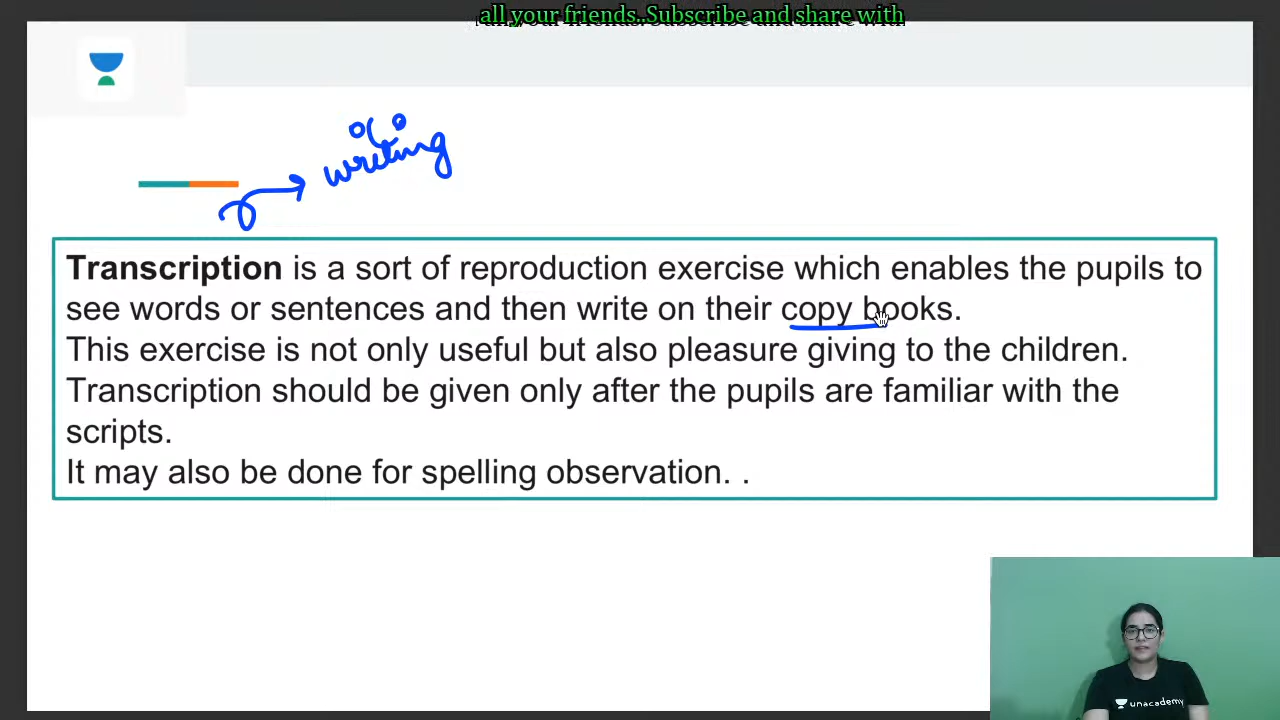 all your friends..Subscribe and share with
writing
Transcription is a sort of reproduction exercise which enables the pupils to
see words or sentences and then write on their copy books.
This exercise is not only useful but also pleasure giving to the children.
Transcription should be given only after the pupils are familiar with the
scripts.
It may also be done for spelling observation. .
unacademy